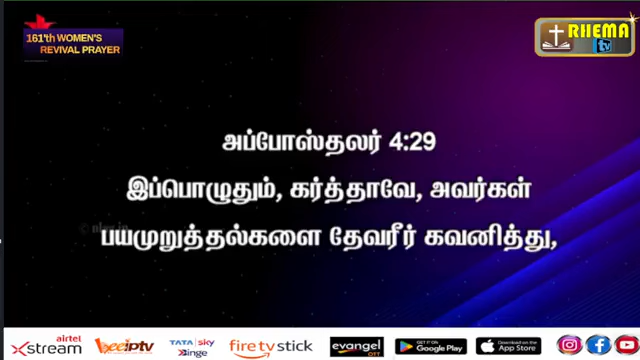 161'th WOMEN'S
REVIVAL PRAYER
RHEMA
tv
அப்போஸ்தலர் 4:29
இப்பொழுதும், கர்த்தாவே, அவர்கள்
பயமுறுத்தல்களை தேவரீர் கவனித்து,
airtel
Xstream
iptv
TATA sky
Binge
fire tv stick
evangel
OTT
GET IT ON
Google Play
Download on the
App Store